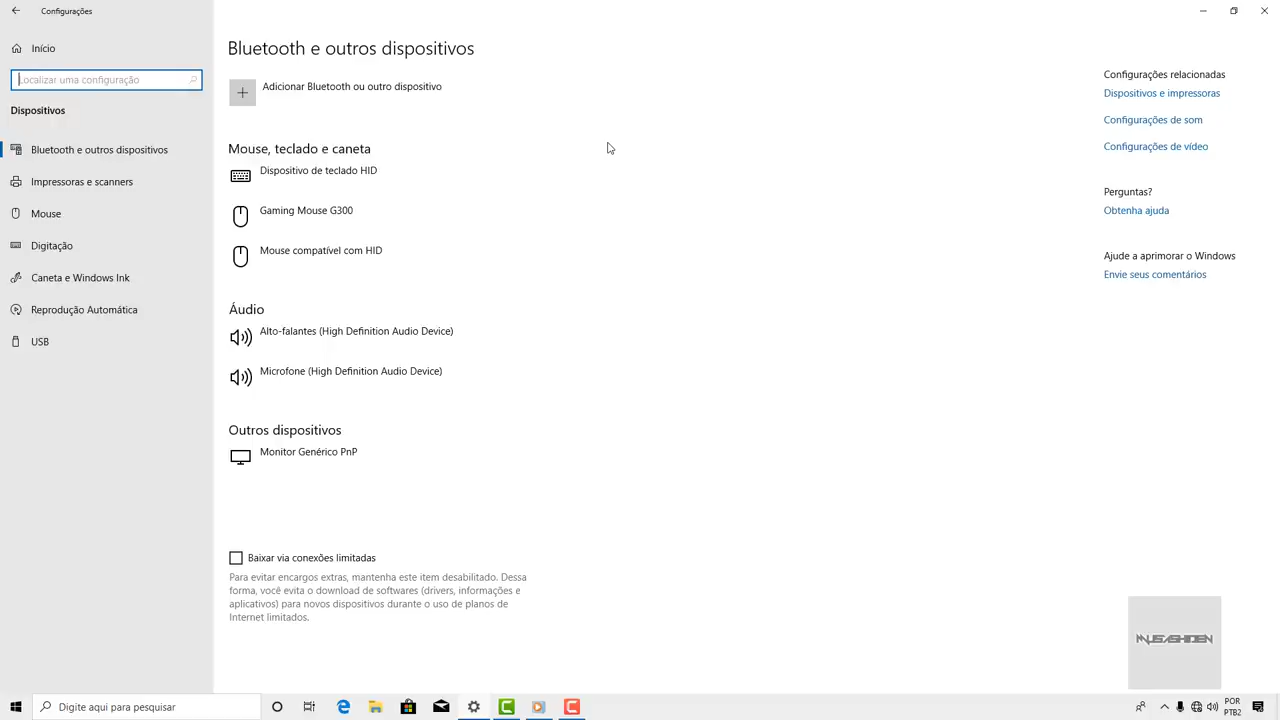 Configurações
Início
Localizar uma configuração
Dispositivos
Bluetooth e outros dispositivos
Impressoras e scanners
Mouse
Digitação
Caneta e Windows Ink
Reprodução Automática
USB
Bluetooth e outros dispositivos
Adicionar Bluetooth ou outro dispositivo
Mouse, teclado e caneta
Dispositivo de teclado HID
Gaming Mouse G300
Mouse compatível com HID
Áudio
Alto-falantes (High Definition Audio Device)
Microfone (High Definition Audio Device)
Outros dispositivos
Monitor Genérico PnP
Baixar via conexões limitadas
Para evitar encargos extras, mantenha este item desabilitado. Dessa
forma, você evita o download de softwares (drivers, informações e
aplicativos) para novos dispositivos durante o uso de planos de
Internet limitados.
Configurações relacionadas
Dispositivos e impressoras
Configurações de som
Configurações de vídeo
Perguntas?
Obtenha ajuda
Ajude a aprimorar o Windows
Envie seus comentários
Digite aqui para pesquisar
POR
PTB2